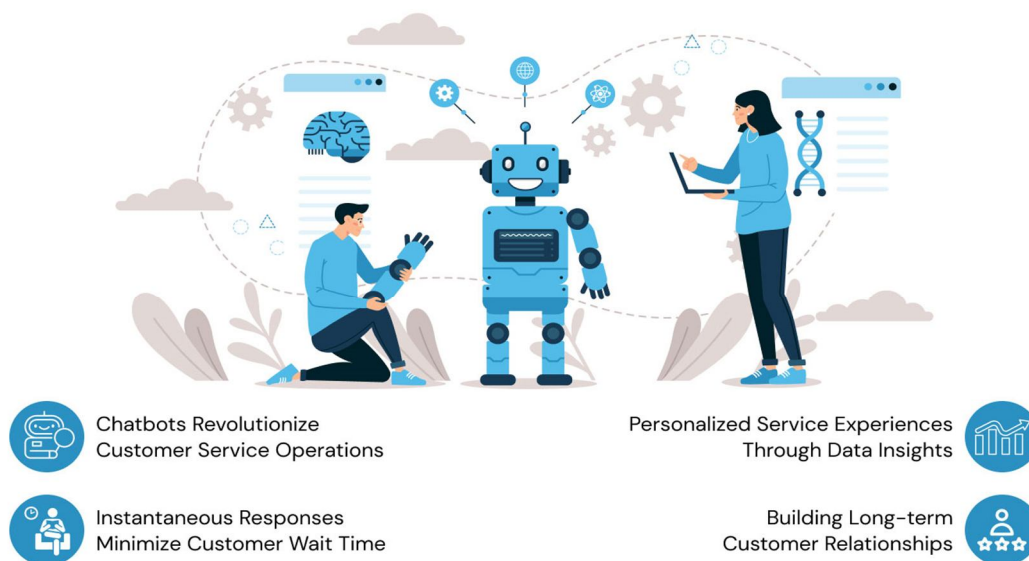 Chatbots Revolutionize
Customer Service Operations
Instantaneous Responses
Minimize Customer Wait Time
Personalized Service Experiences
Through Data Insights
Building Long-term
Customer Relationships